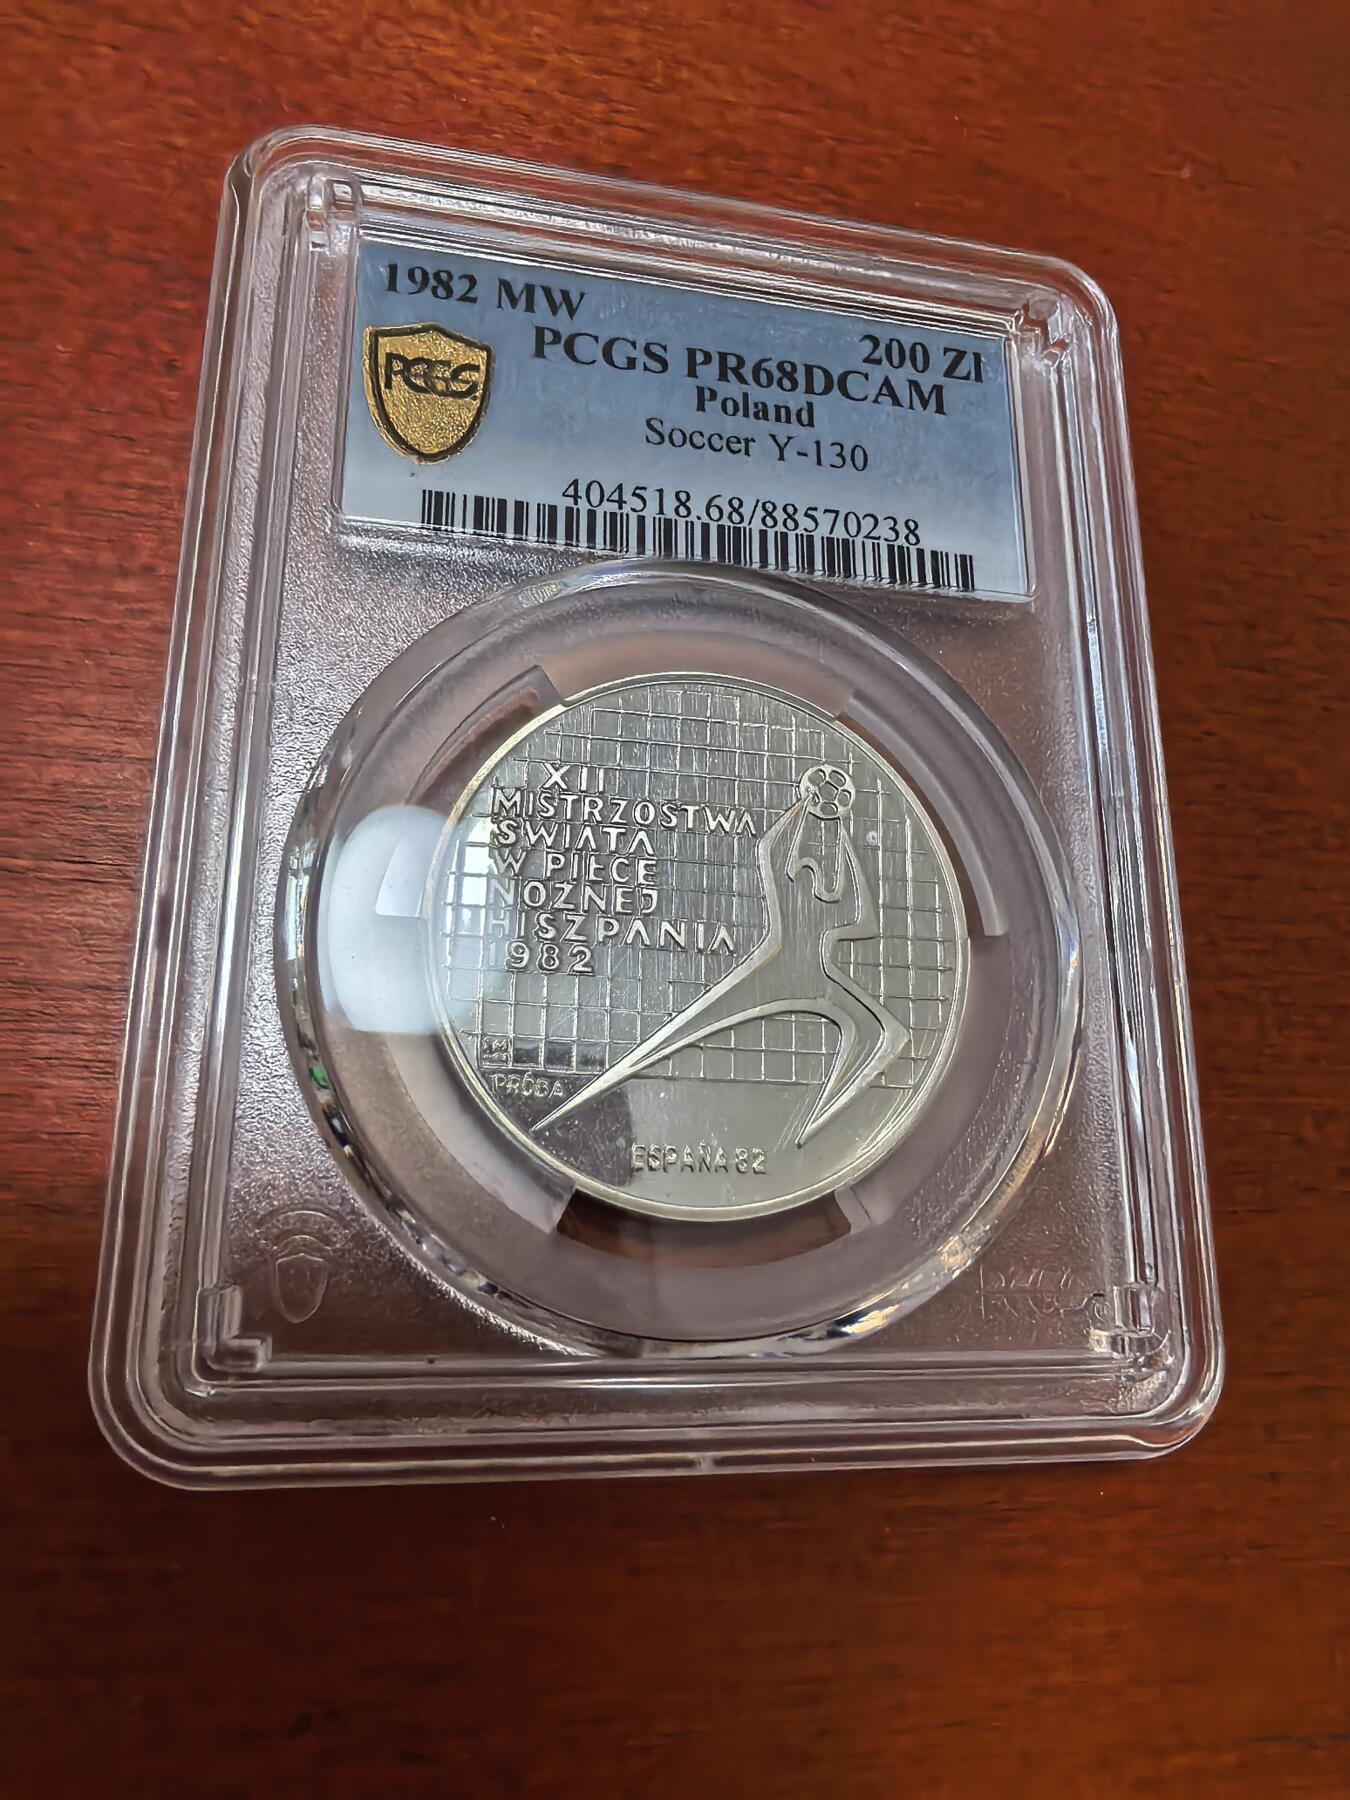 1982 MW
200 Zl
PCGS PR68DCAM
Poland
Soccer Y-130
404518.68/88570238
PCGS
XII
MISTRZOSTWA
ŚWIATA
W PIŁCE
NOŻNEJ
HISZPANIA
1982
PRÓBA
ESPAÑA 82